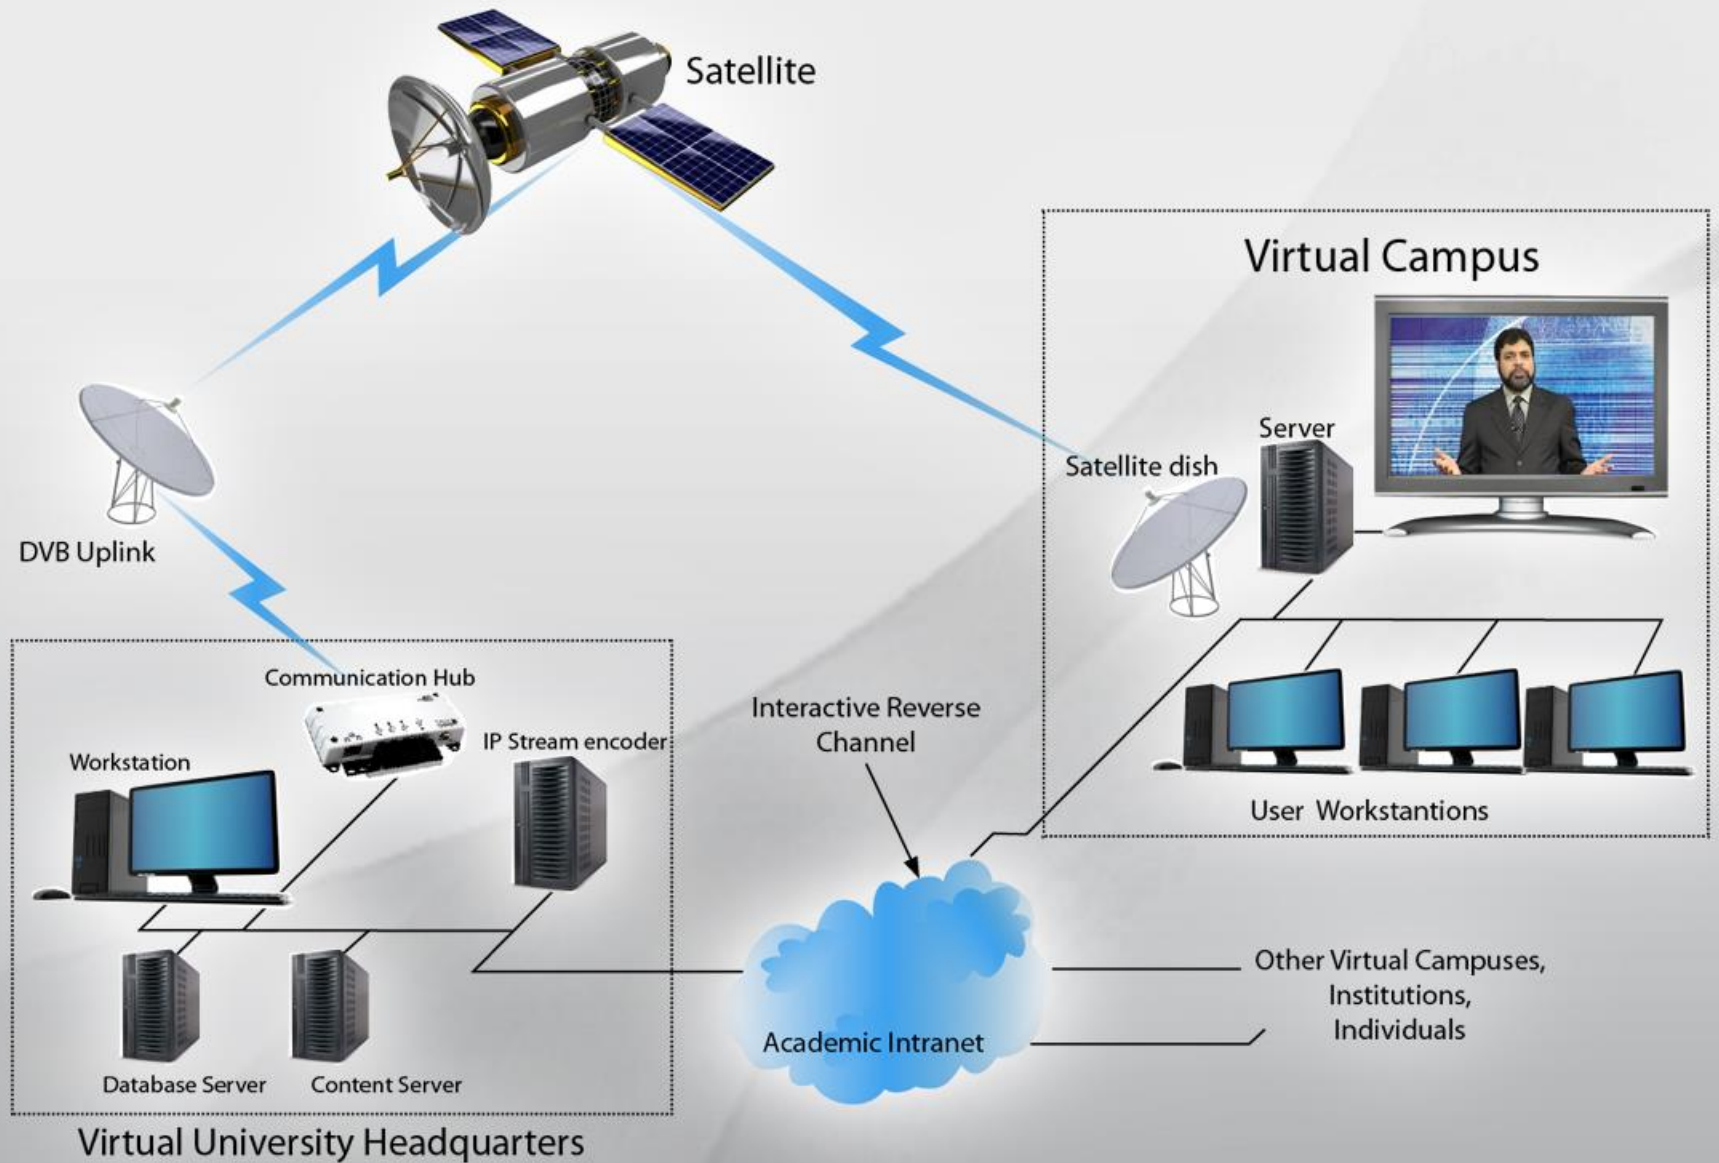 Satellite
Virtual Campus
Server
Satellite dish
DVB Uplink
Communication Hub
IP Stream encoder
Workstation
Interactive Reverse
Channel
User Workstantions
Other Virtual Campuses,
Institutions,
Individuals
Academic Intranet
Database Server
Content Server
Virtual University Headquarters